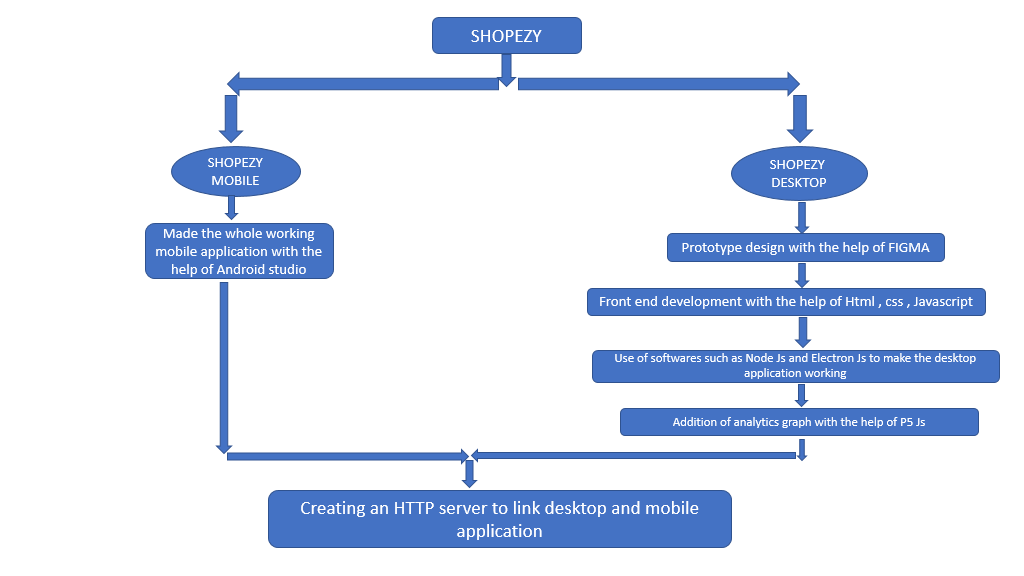 SHOPEZY
SHOPEZY
MOBILE
Made the whole working
mobile application with the
help of Android studio
SHOPEZY
DESKTOP
Prototype design with the help of FIGMA
Front end development with the help of Html , css , Javascript
Use of softwares such as Node Js and Electron Js to make the desktop
application working
Addition of analytics graph with the help of P5 Js
Creating an HTTP server to link desktop and mobile
application